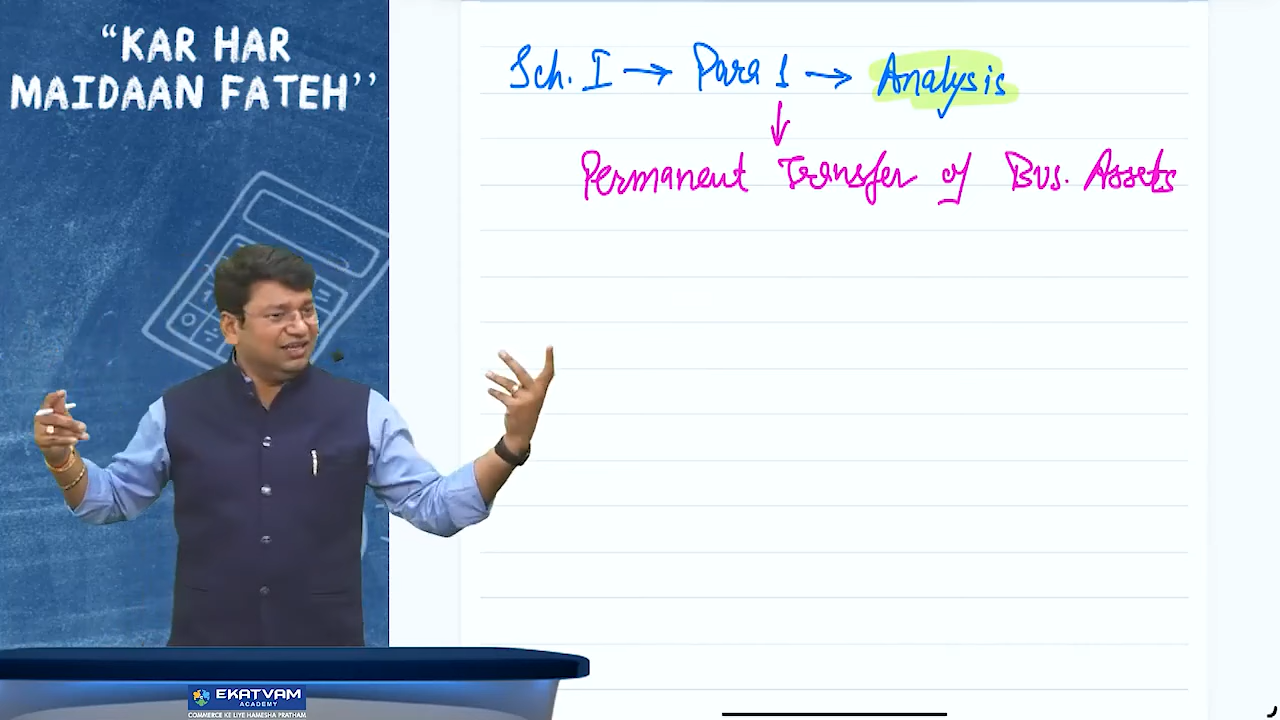 “KAR HAR
MAIDAAN FATEH’’
Sch. I → Para 1 → Analysis
↓
Permanent Transfer of Bus. Assets
EKATVAM
ACADEMY
COMMERCE KE LIYE HAMESHA PRATHAM